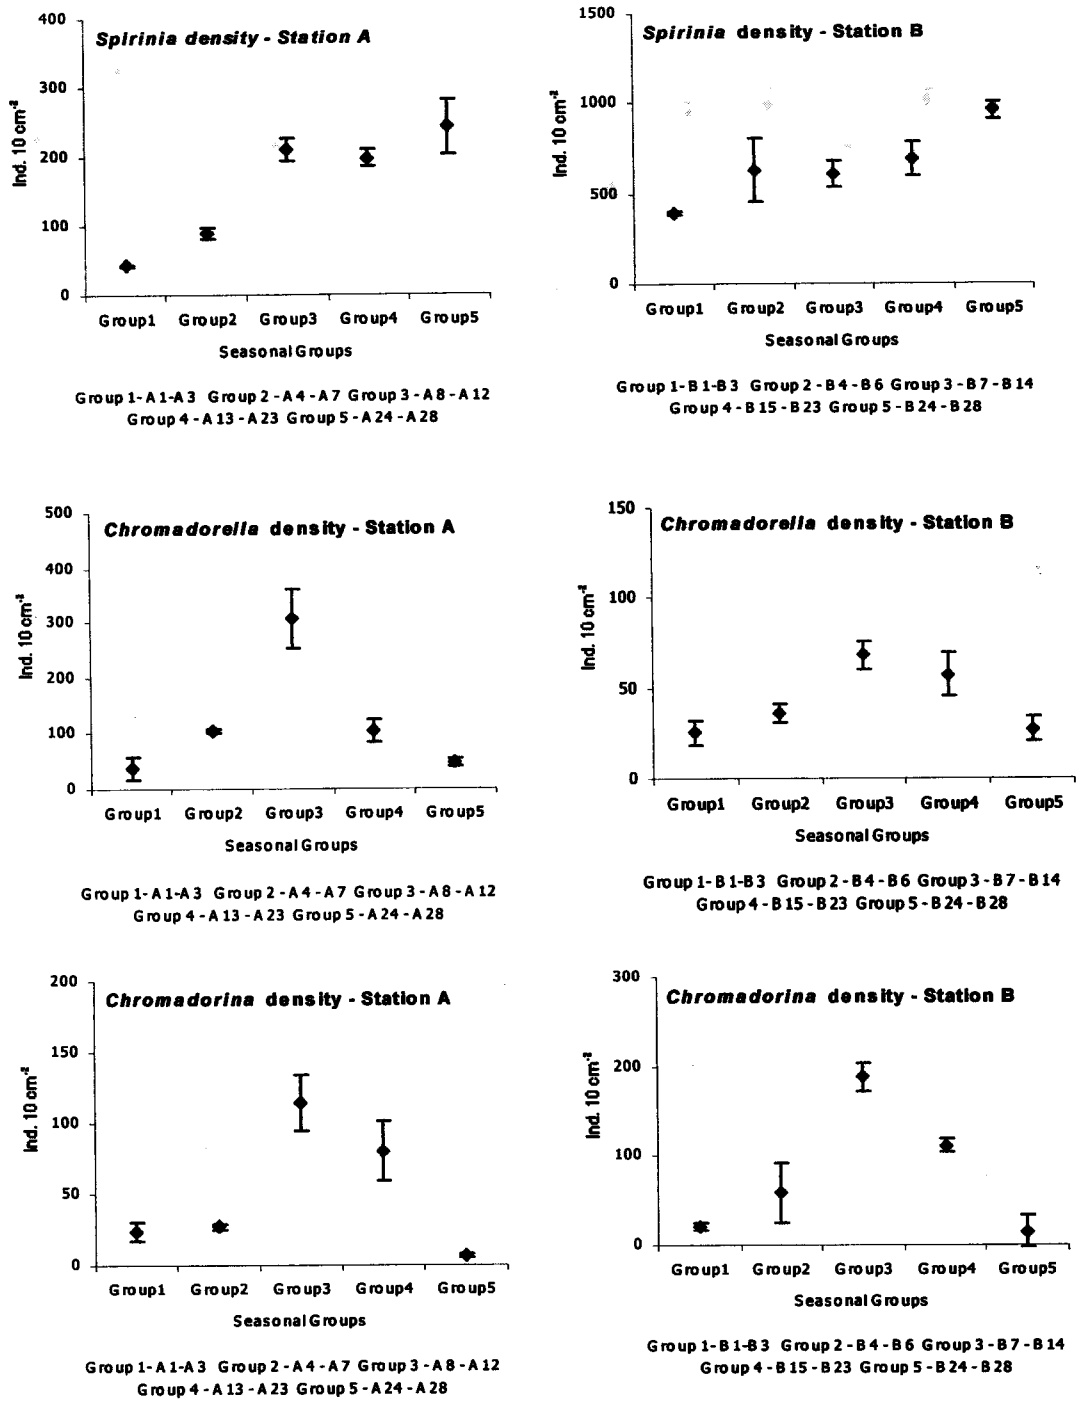 Spirinia density - Station A
400
300
200
100
0
Ind. 10 cm⁻²
Group1 Group2 Group3 Group4 Group5
Seasonal Groups
Group 1-A1-A3 Group 2 - A4 - A7 Group 3 - A8 - A12
Group 4 - A13 - A23 Group 5 - A24 - A28
Spirinia density - Station B
1500
1000
500
0
Ind. 10 cm⁻²
Group1 Group2 Group3 Group4 Group5
Seasonal Groups
Group 1-B1-B3 Group 2 - B4 - B6 Group 3 - B7 - B14
Group 4 - B15 - B23 Group 5 - B24 - B28
Chromadorella density - Station A
500
400
300
200
100
0
Ind. 10 cm⁻²
Group1 Group2 Group3 Group4 Group5
Seasonal Groups
Group 1-A1-A3 Group 2 - A4 - A7 Group 3 - A8 - A12
Group 4 - A13 - A23 Group 5 - A24 - A28
Chromadorella density - Station B
150
100
50
0
Ind. 10 cm⁻²
Group1 Group2 Group3 Group4 Group5
Seasonal Groups
Group 1-B1-B3 Group 2 - B4 - B6 Group 3 - B7 - B14
Group 4 - B15 - B23 Group 5 - B24 - B28
Chromadorina density - Station A
200
150
100
50
0
Ind. 10 cm⁻²
Group1 Group2 Group3 Group4 Group5
Seasonal Groups
Group 1-A1-A3 Group 2 - A4 - A7 Group 3 - A8 - A12
Group 4 - A13 - A23 Group 5 - A24 - A28
Chromadorina density - Station B
300
200
100
0
Ind. 10 cm⁻²
Group1 Group2 Group3 Group4 Group5
Seasonal Groups
Group 1-B1-B3 Group 2 - B4 - B6 Group 3 - B7 - B14
Group 4 - B15 - B23 Group 5 - B24 - B28